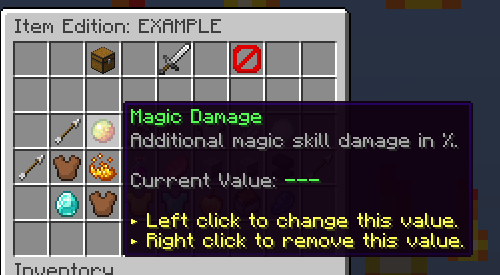 Item Edition: EXAMPLE
Magic Damage
Additional magic skill damage in %.
Current Value: ---
▸ Left click to change this value.
▸ Right click to remove this value.
Inventory